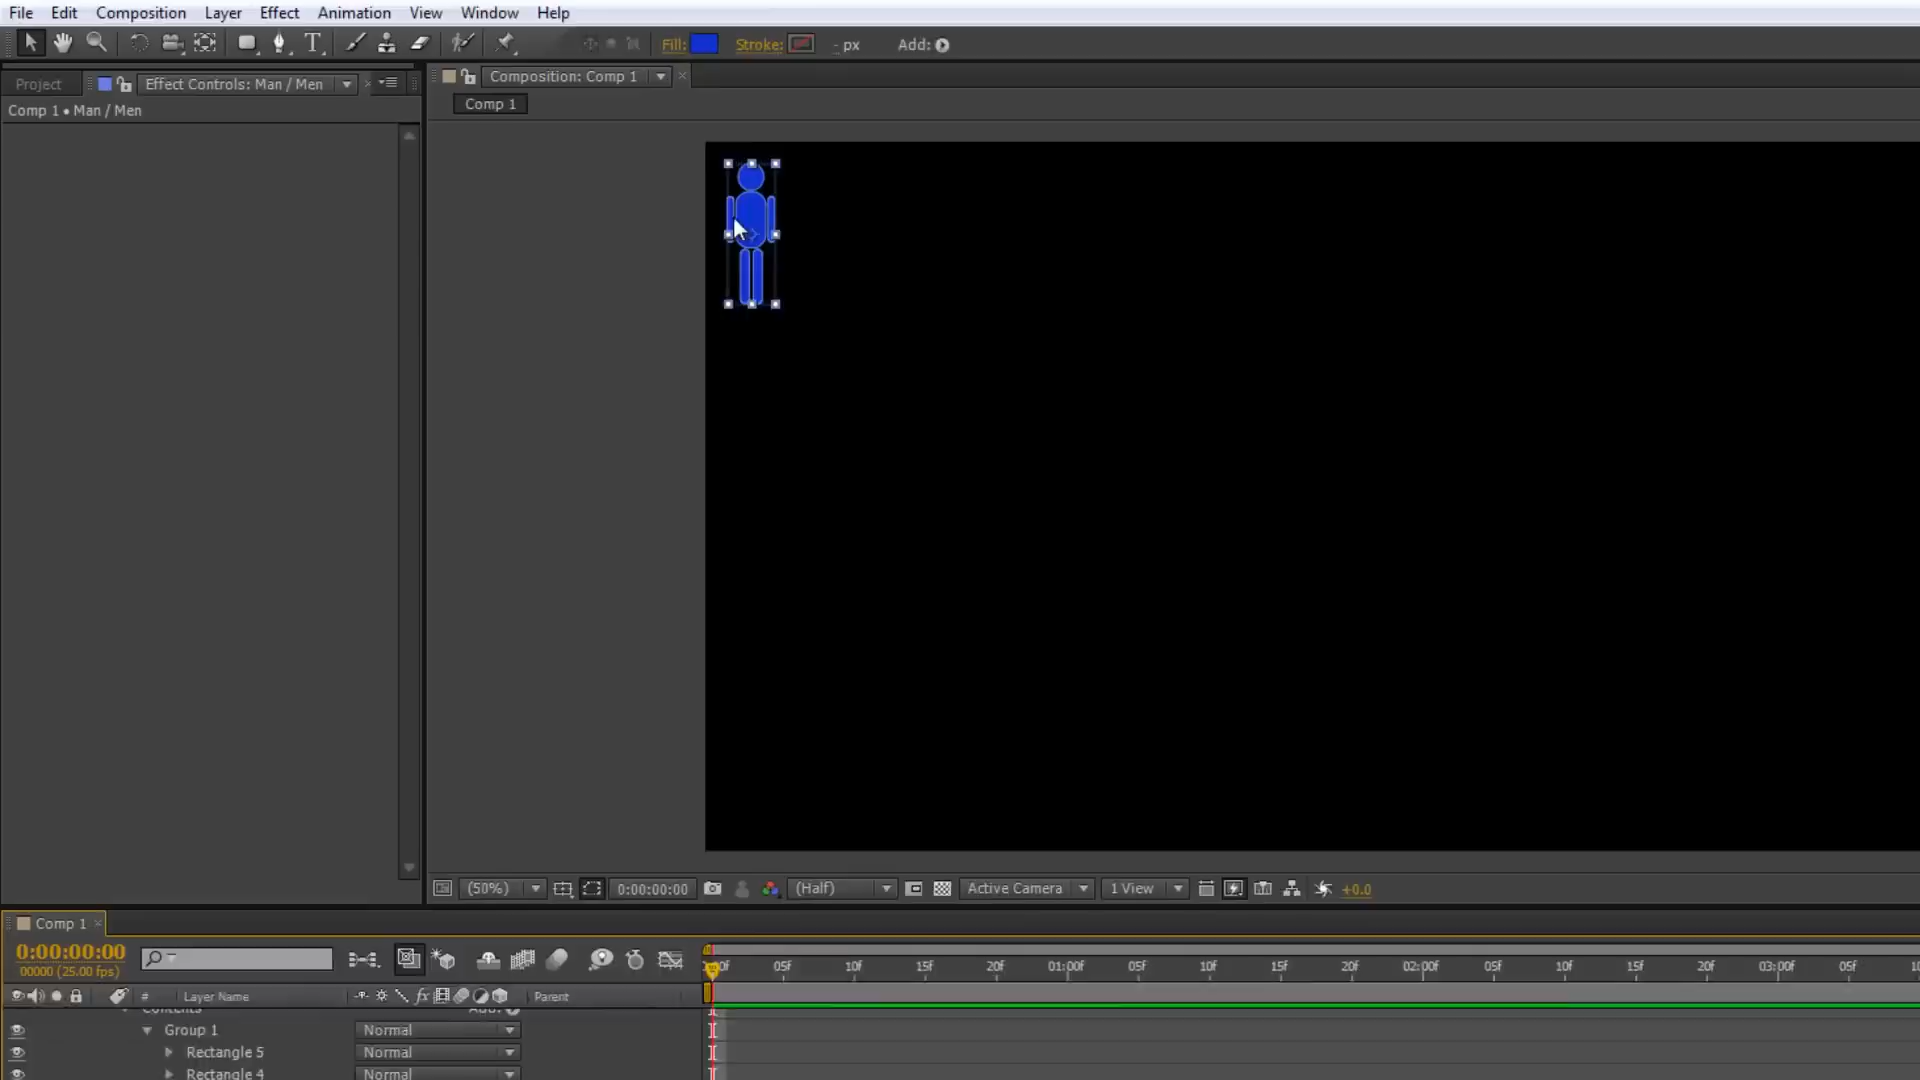 File Edit Composition Layer Effect Animation View Window Help
Fill: Stroke: - px Add:
Project Effect Controls: Man / Men Composition: Comp 1
Comp 1 • Man / Men Comp 1
(50%) 0:00:00:00 (Half) Active Camera 1 View +0.0
Comp 1
0:00:00:00
00000 (25.00 fps)
05f 10f 15f 20f 01:00f 05f 10f 15f 20f 02:00f 05f 10f 15f 20f 03:00f 05f
# Layer Name Parent
Contents Add:
Group 1 Normal
Rectangle 5 Normal
Rectangle 4 Normal